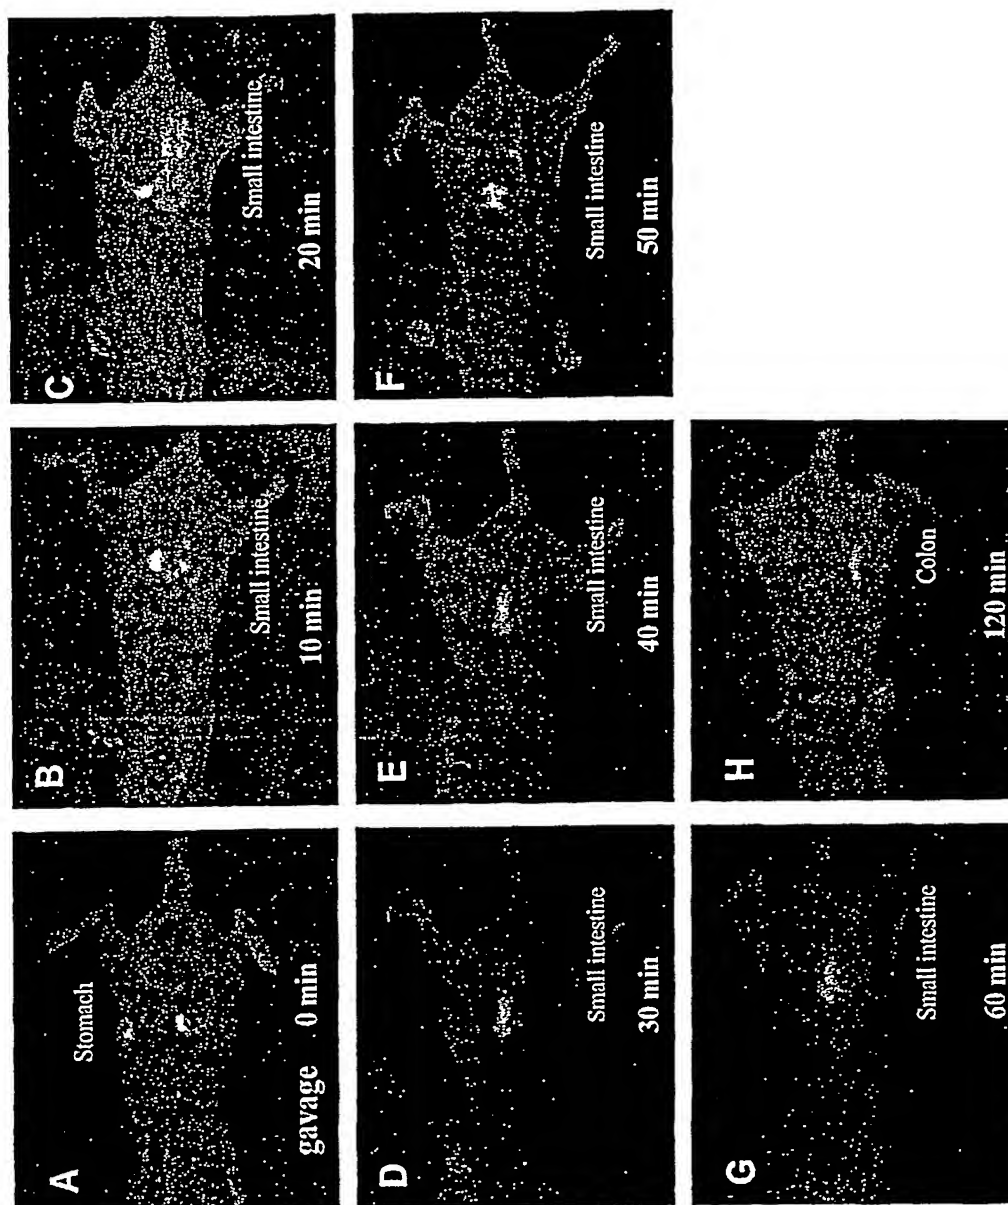 A
Stomach
gavage 0 min
B
Small intestine
10 min
C
Small intestine
20 min
D
Small intestine
30 min
E
Small intestine
40 min
F
Small intestine
50 min
G
Small intestine
60 min
H
Colon
120 min